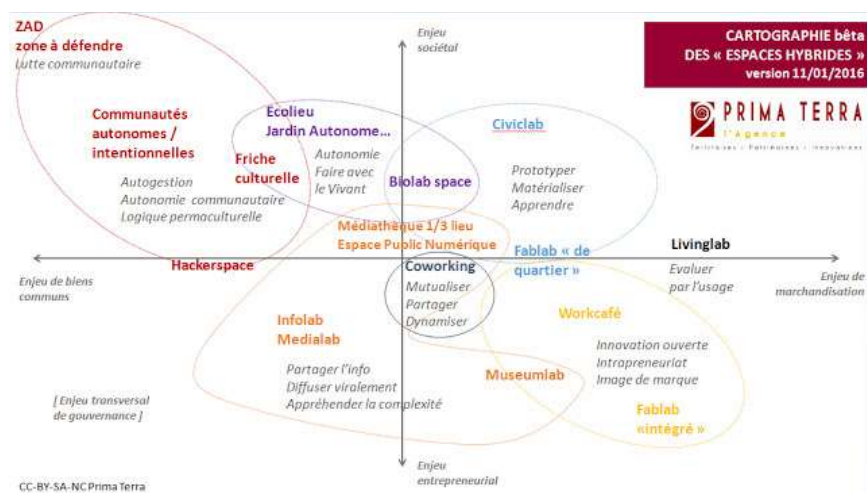 ZAD
zone à défendre
Lutte communautaire
Enjeu
sociétal
CARTOGRAPHIE bêta
DES « ESPACES HYBRIDES »
version 11/01/2016
PRIMA TERRA
l'Agence
Territoires - Patrimoines - Innovations
Communautés
autonomes /
intentionnelles
Autogestion
Autonomie communautaire
Logique permaculturelle
Friche
culturelle
Ecolieu
Jardin Autonome...
Autonomie
Faire avec
le Vivant
Biolab space
Civiclab
Prototyper
Matérialiser
Apprendre
Médiathèque 1/3 lieu
Espace Public Numérique
Hackerspace
Fablab « de
quartier »
Livinglab
Evaluer
par l'usage
Enjeu de biens
communs
Enjeu de
marchandisation
Coworking
Mutualiser
Partager
Dynamiser
Infolab
Medialab
Partager l'info
Diffuser viralement
Appréhender la complexité
Workcafé
Innovation ouverte
Intrapreneuriat
Image de marque
Museumlab
Fablab
«intégré »
[ Enjeu transversal
de gouvernance ]
Enjeu
entrepreneurial
CC-BY-SA-NC Prima Terra